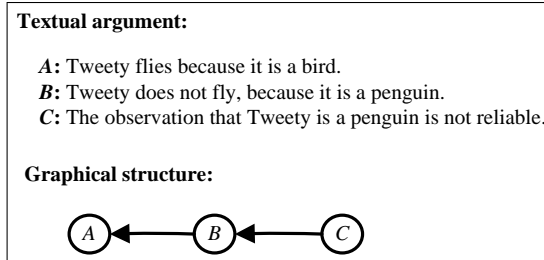 Textual argument:
A: Tweety flies because it is a bird.
B: Tweety does not fly, because it is a penguin.
C: The observation that Tweety is a penguin is not reliable.
Graphical structure:
A B C